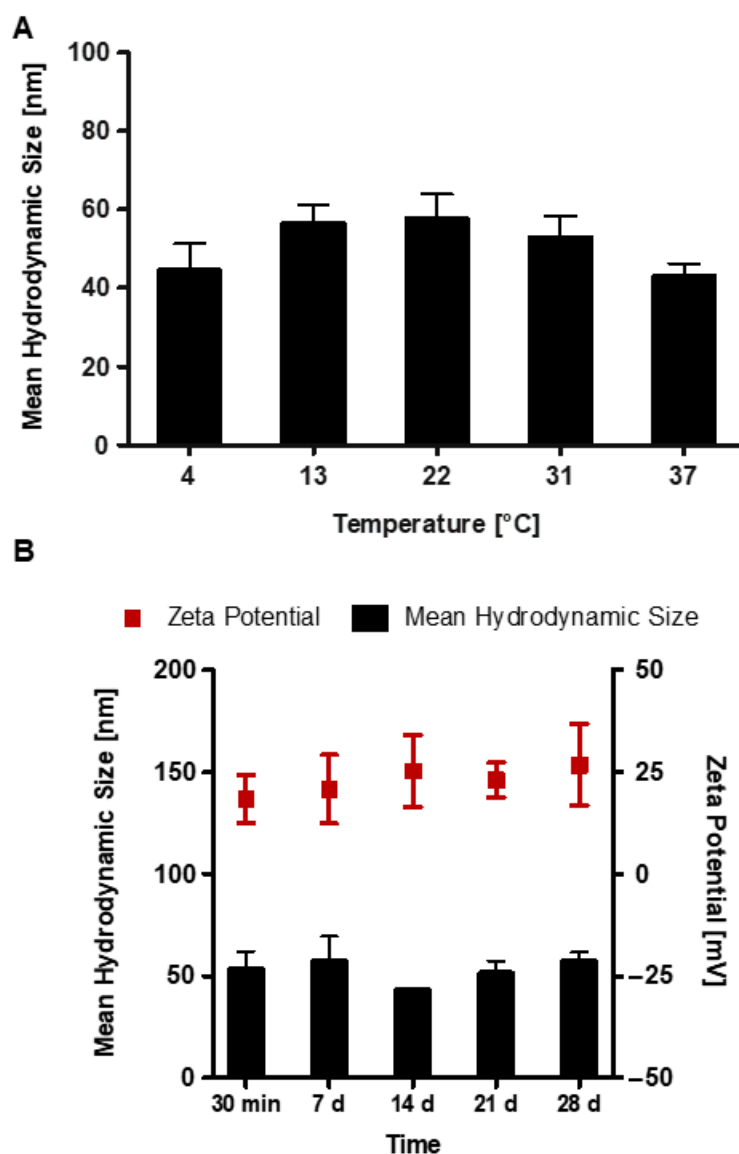 A
Mean Hydrodynamic Size [nm]
100
80
60
40
20
0
4 13 22 31 37
Temperature [°C]
B
Zeta Potential Mean Hydrodynamic Size
Mean Hydrodynamic Size [nm]
200
150
100
50
0
50
25
0
−25
−50
Zeta Potential [mV]
30 min 7 d 14 d 21 d 28 d
Time